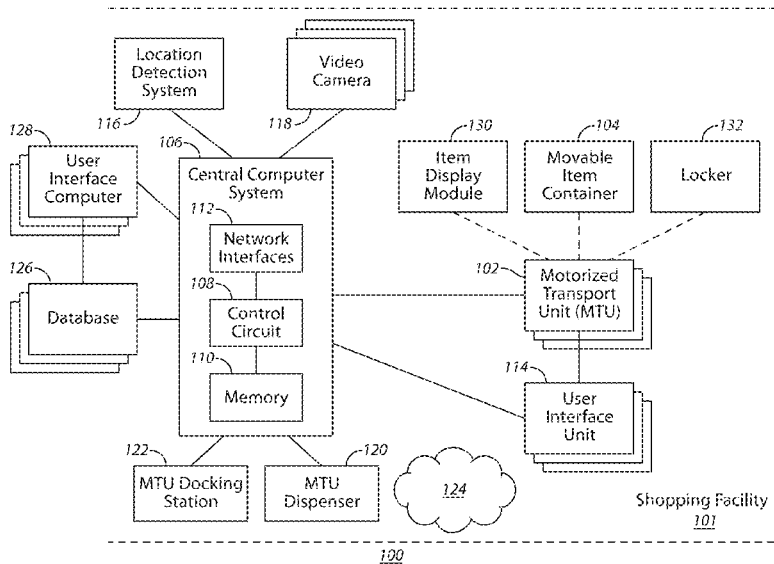 Location
Detection
System
116
Video
Camera
118
128
User
Interface
Computer
106
Central Computer
System
130
Item
Display
Module
104
Movable
Item
Container
132
Locker
112
Network
Interfaces
126
Database
108
Control
Circuit
102
Motorized
Transport
Unit (MTU)
110
Memory
114
User
Interface
Unit
122
MTU Docking
Station
120
MTU
Dispenser
124
Shopping Facility
101
100